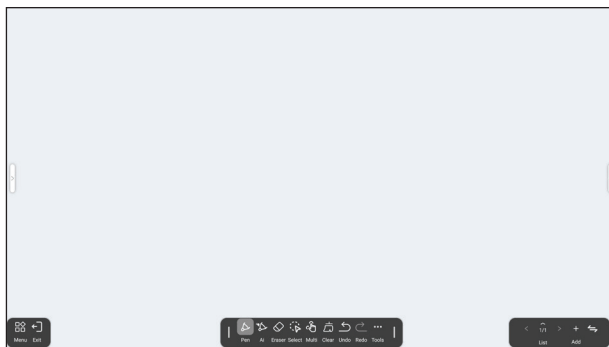 Menu Exit
Pen Ai Eraser Select Multi Clear Undo Redo Tools
< 1/1 > +
List Add